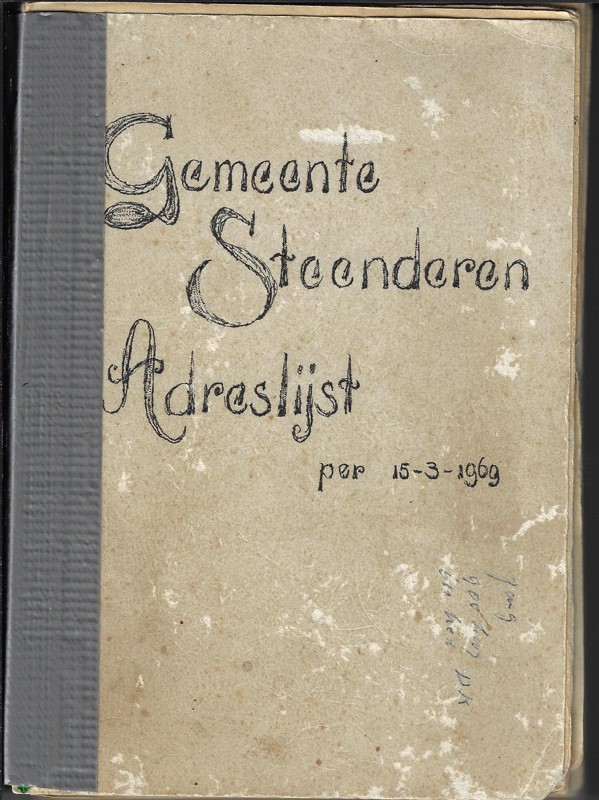 Gemeente
Steenderen
Adreslijst
per 15-3-1969